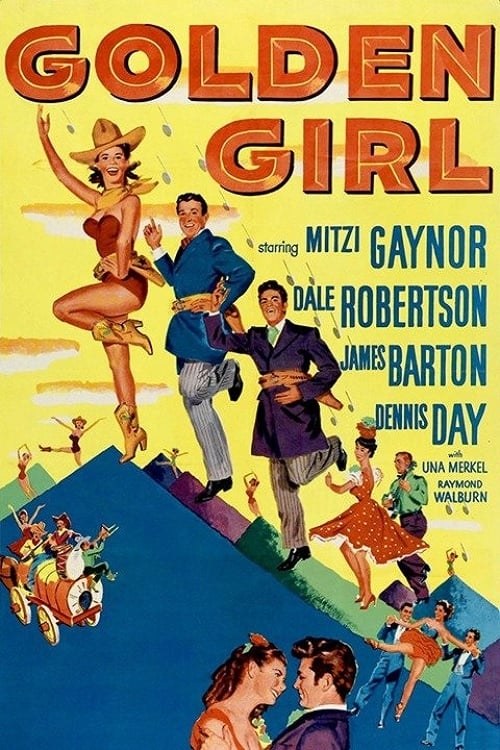 GOLDEN
GIRL
starring MITZI GAYNOR
DALE ROBERTSON
JAMES BARTON
DENNIS DAY
with
UNA MERKEL
RAYMOND
WALBURN